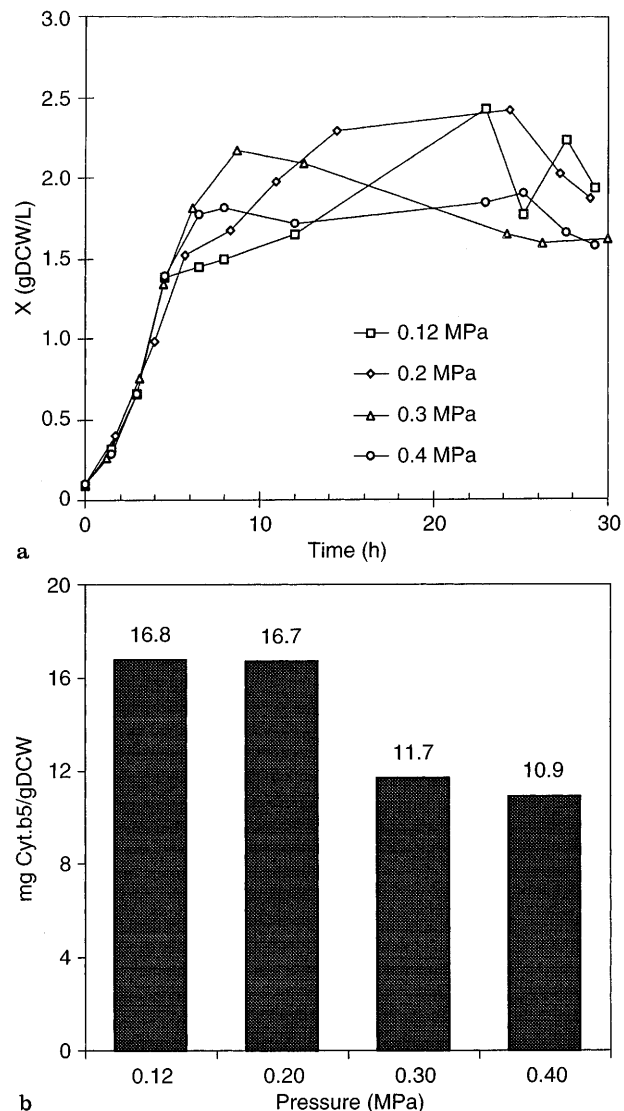 3.0
2.5
2.0
1.5
1.0
0.5
0
X (gDCW/L)
0.12 MPa
0.2 MPa
0.3 MPa
0.4 MPa
0 10 20 30
Time (h)
a
20
16
12
8
4
0
mg Cyt.b5/gDCW
16.8
16.7
11.7
10.9
0.12 0.20 0.30 0.40
Pressure (MPa)
b